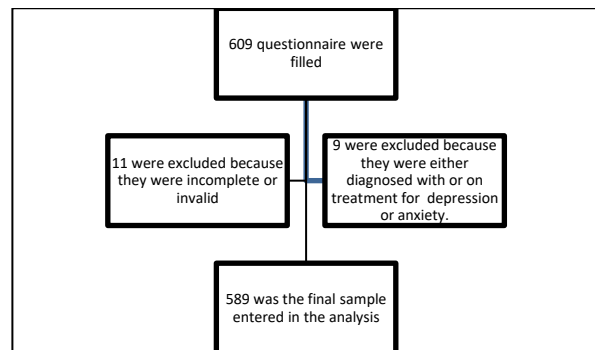 609 questionnaire were
filled
11 were excluded because
they were incomplete or
invalid
9 were excluded because
they were either
diagnosed with or on
treatment for depression
or anxiety.
589 was the final sample
entered in the analysis